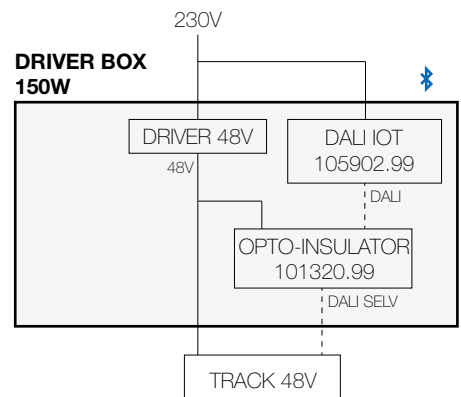 230V
DRIVER BOX
150W
DRIVER 48V
DALI IOT
105902.99
48V
DALI
OPTO-INSULATOR
101320.99
DALI SELV
TRACK 48V